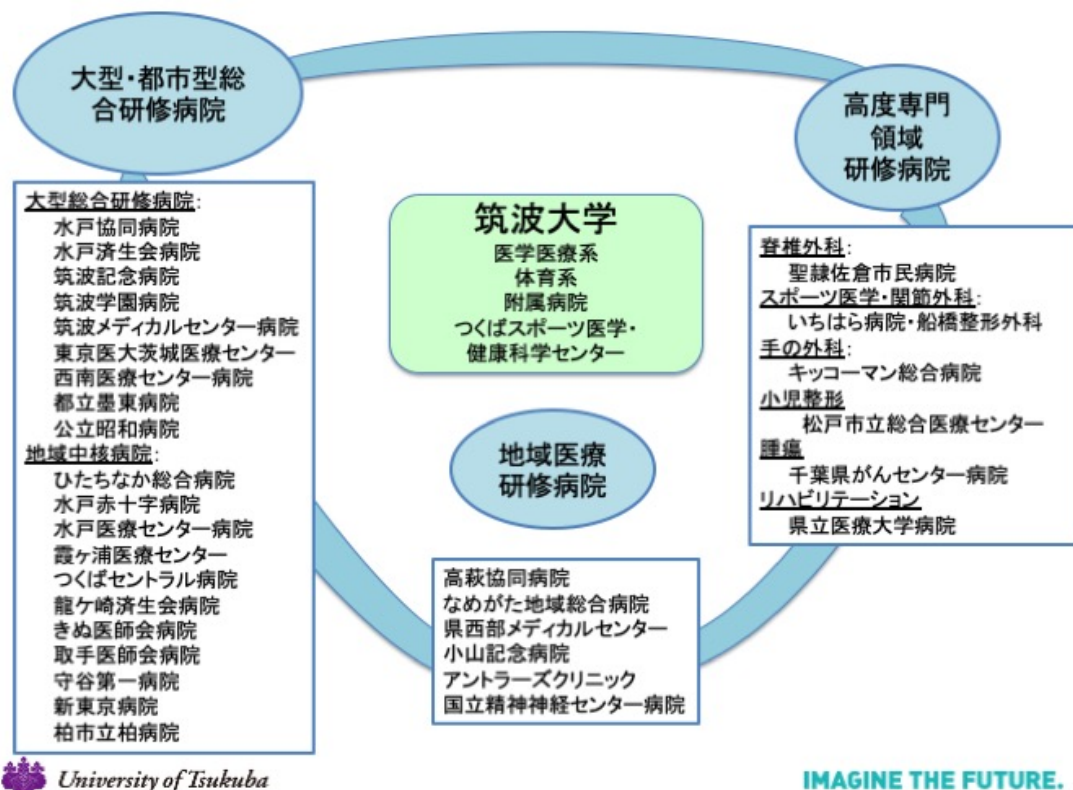 大型・都市型総
合研修病院
大型総合研修病院:
水戸協同病院
水戸済生会病院
筑波記念病院
筑波学園病院
筑波メディカルセンター病院
東京医大茨城医療センター
西南医療センター病院
都立墨東病院
公立昭和病院
地域中核病院:
ひたちなか総合病院
水戸赤十字病院
水戸医療センター病院
霞ヶ浦医療センター
つくばセントラル病院
龍ケ崎済生会病院
きぬ医師会病院
取手医師会病院
守谷第一病院
新東京病院
柏市立柏病院
筑波大学
医学医療系
体育系
附属病院
つくばスポーツ医学・
健康科学センター
地域医療
研修病院
高萩協同病院
なめがた地域総合病院
県西部メディカルセンター
小山記念病院
アントラーズクリニック
国立精神神経センター病院
高度専門
領域
研修病院
脊椎外科:
聖隷佐倉市民病院
スポーツ医学・関節外科:
いちはら病院・船橋整形外科
手の外科:
キッコーマン総合病院
小児整形
松戸市立総合医療センター
腫瘍
千葉県がんセンター病院
リハビリテーション
県立医療大学病院
University of Tsukuba
IMAGINE THE FUTURE.